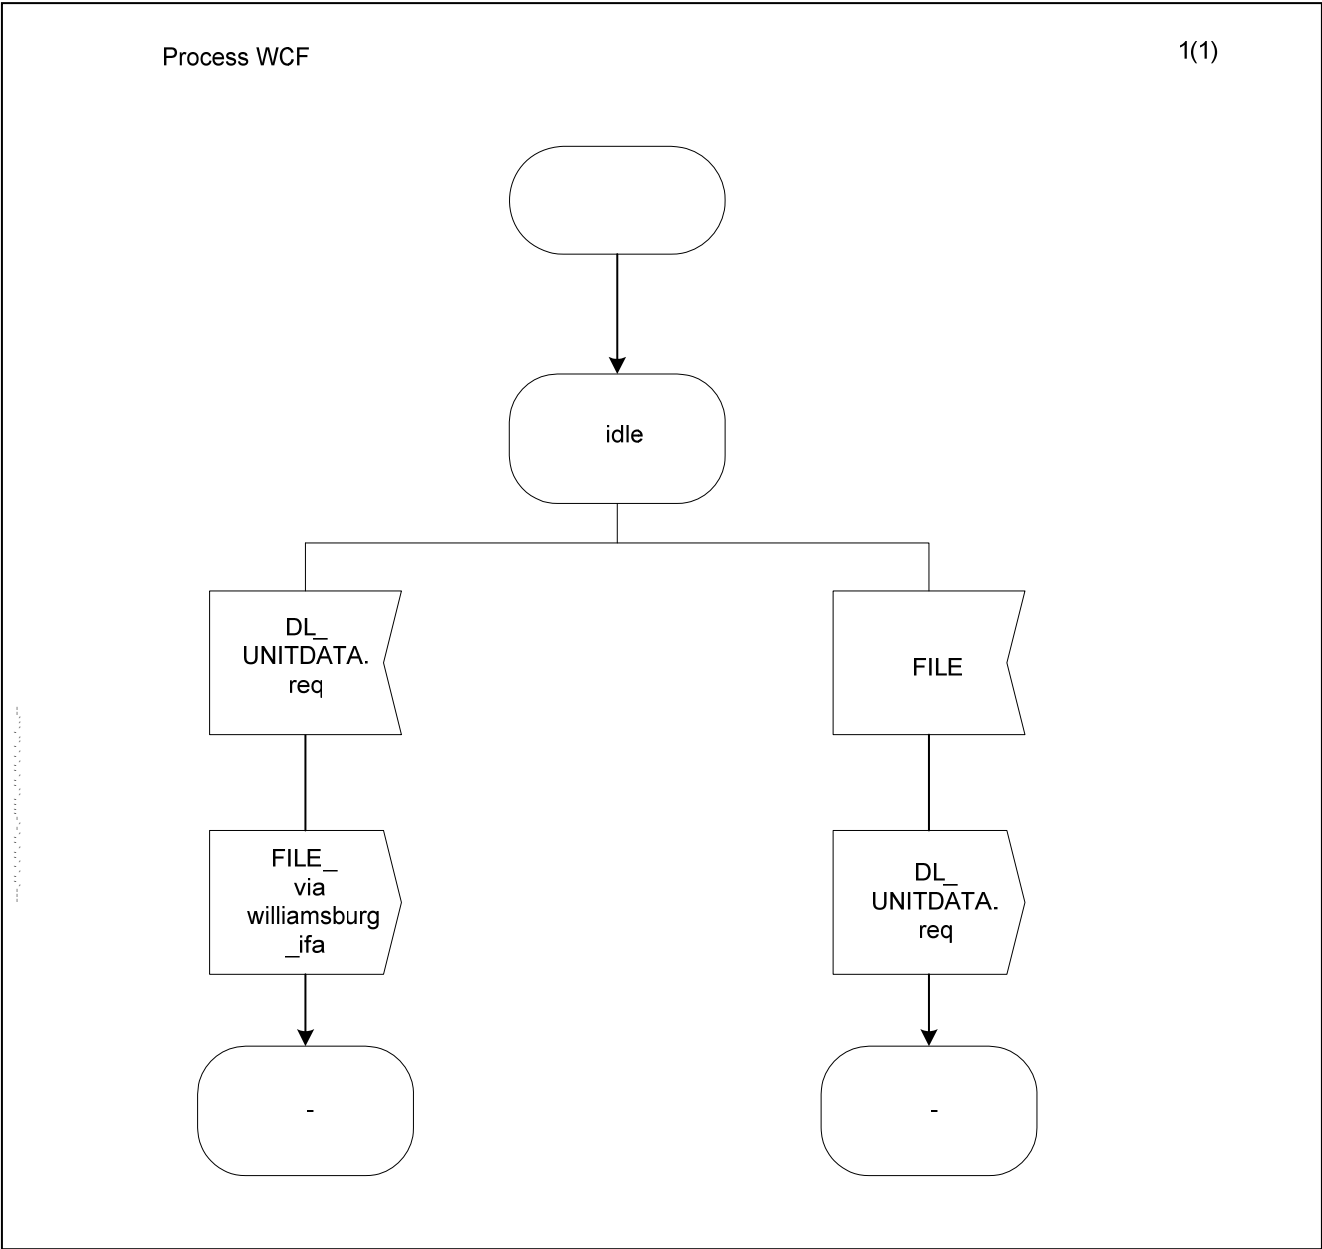 Process WCF
1(1)
idle
DL_
UNITDATA.
req
FILE
FILE_
via
williamsburg
_ifa
DL_
UNITDATA.
req
-
-